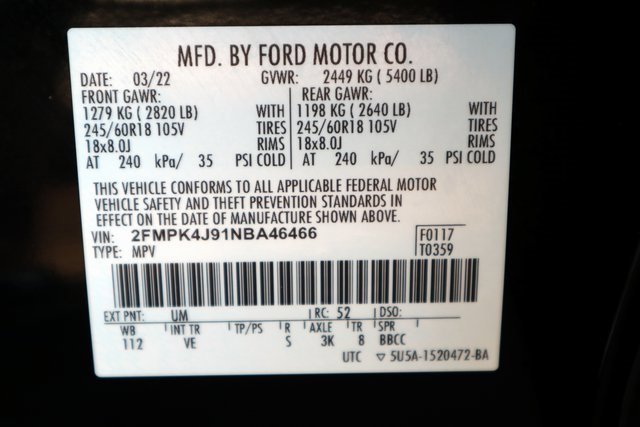 MFD. BY FORD MOTOR CO.
DATE: 03/22 GVWR: 2449 KG ( 5400 LB)
FRONT GAWR: REAR GAWR:
1279 KG ( 2820 LB) WITH 1198 KG ( 2640 LB) WITH
245/60R18 105V TIRES 245/60R18 105V TIRES
18x8.0J RIMS 18x8.0J RIMS
AT 240 kPa/ 35 PSI COLD AT 240 kPa/ 35 PSI COLD
THIS VEHICLE CONFORMS TO ALL APPLICABLE FEDERAL MOTOR
VEHICLE SAFETY AND THEFT PREVENTION STANDARDS IN
EFFECT ON THE DATE OF MANUFACTURE SHOWN ABOVE.
VIN: 2FMPK4J91NBA46466 F0117
TYPE: MPV T0359
EXT PNT: UM RC: 52 DSO:
WB INT TR TP/PS R AXLE TR SPR
112 VE S 3K 8 BBCC
UTC ▽ 5U5A-1520472-BA